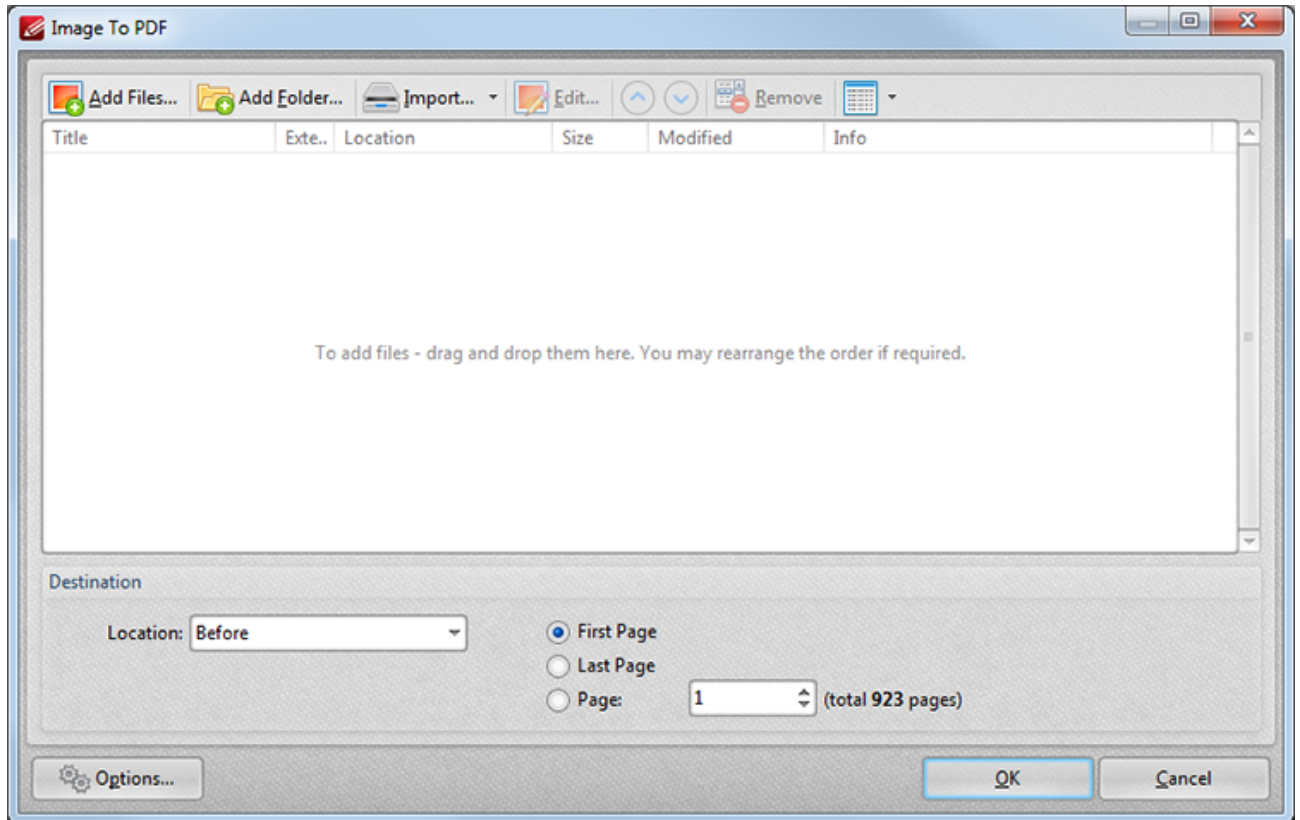 Image To PDF
Add Files... Add Folder... Import... Edit... Remove
Title Exte.. Location Size Modified Info
To add files - drag and drop them here. You may rearrange the order if required.
Destination
Location: Before
First Page
Last Page
Page: 1 (total 923 pages)
Options... OK Cancel